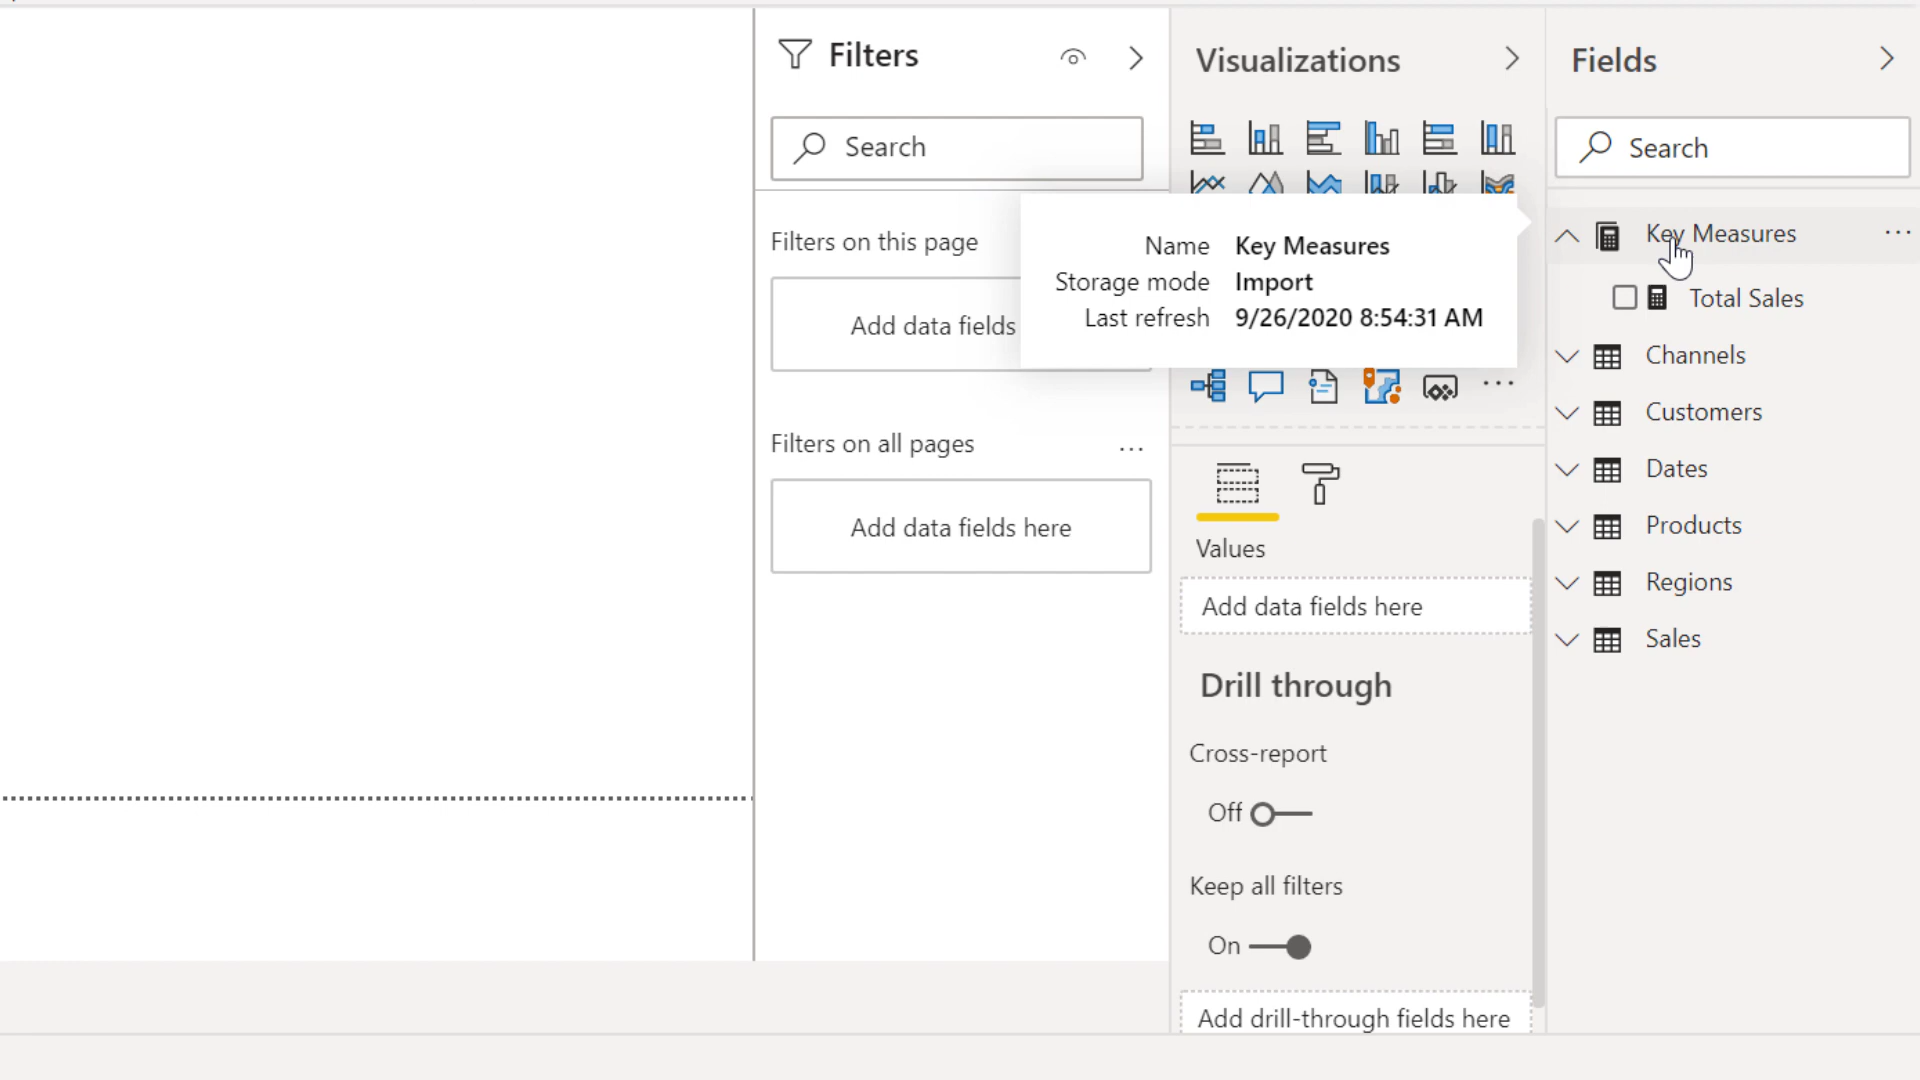 Filters
Search
Filters on this page
Add data fields
Filters on all pages
...
Add data fields here
Visualizations
Name Key Measures
Storage mode Import
Last refresh 9/26/2020 8:54:31 AM
...
Values
Add data fields here
Drill through
Cross-report
Off
Keep all filters
On
Add drill-through fields here
Fields
Search
Key Measures ...
Total Sales
Channels
Customers
Dates
Products
Regions
Sales